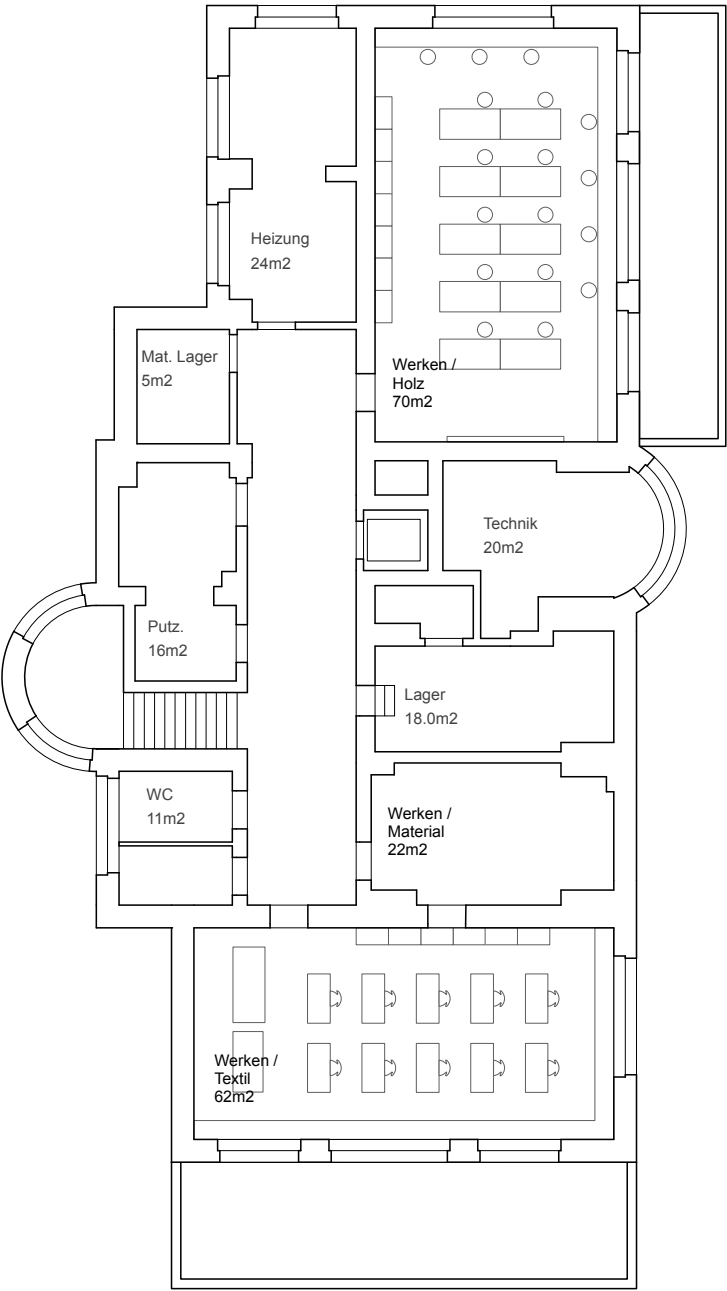 Heizung
24m2
Mat. Lager
5m2
Werken /
Holz
70m2
Technik
20m2
Putz.
16m2
Lager
18.0m2
WC
11m2
Werken /
Material
22m2
Werken /
Textil
62m2